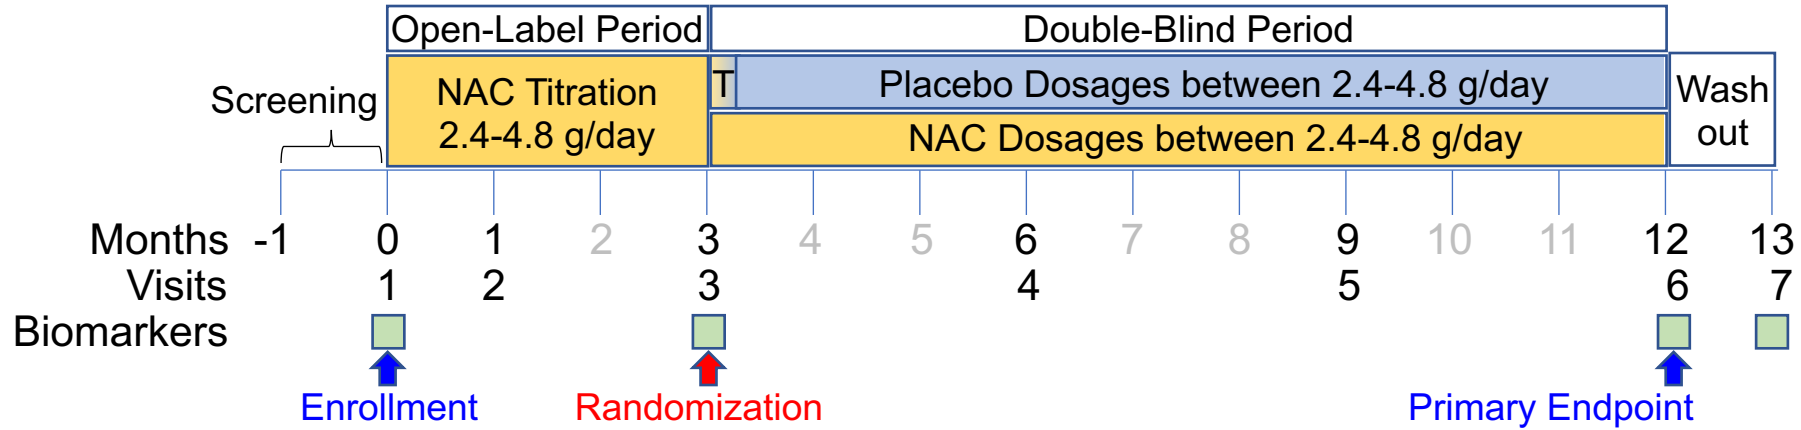 Open-Label Period Double-Blind Period
Screening
NAC Titration
2.4-4.8 g/day
T
Placebo Dosages between 2.4-4.8 g/day
NAC Dosages between 2.4-4.8 g/day
Wash
out
Months -1 0 1 2 3 4 5 6 7 8 9 10 11 12 13
Visits 1 2 3 4 5 6 7
Biomarkers
Enrollment Randomization Primary Endpoint